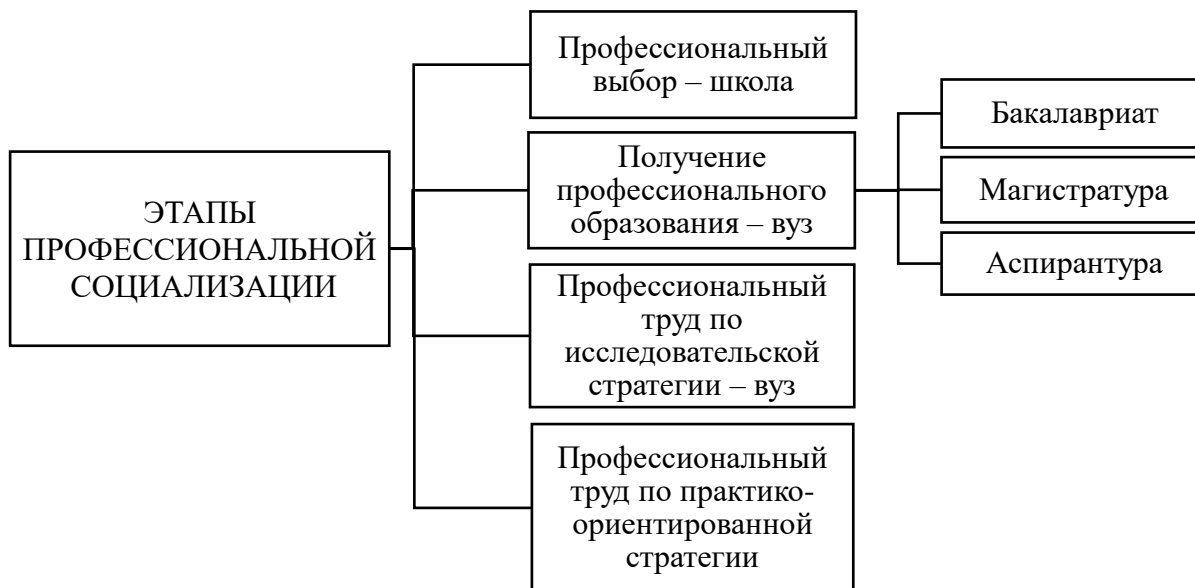 ЭТАПЫ
ПРОФЕССИОНАЛЬНОЙ
СОЦИАЛИЗАЦИИ
Профессиональный
выбор – школа
Получение
профессионального
образования – вуз
Профессиональный
труд по
исследовательской
стратегии – вуз
Профессиональный
труд по практико-
ориентированной
стратегии
Бакалавриат
Магистратура
Аспирантура